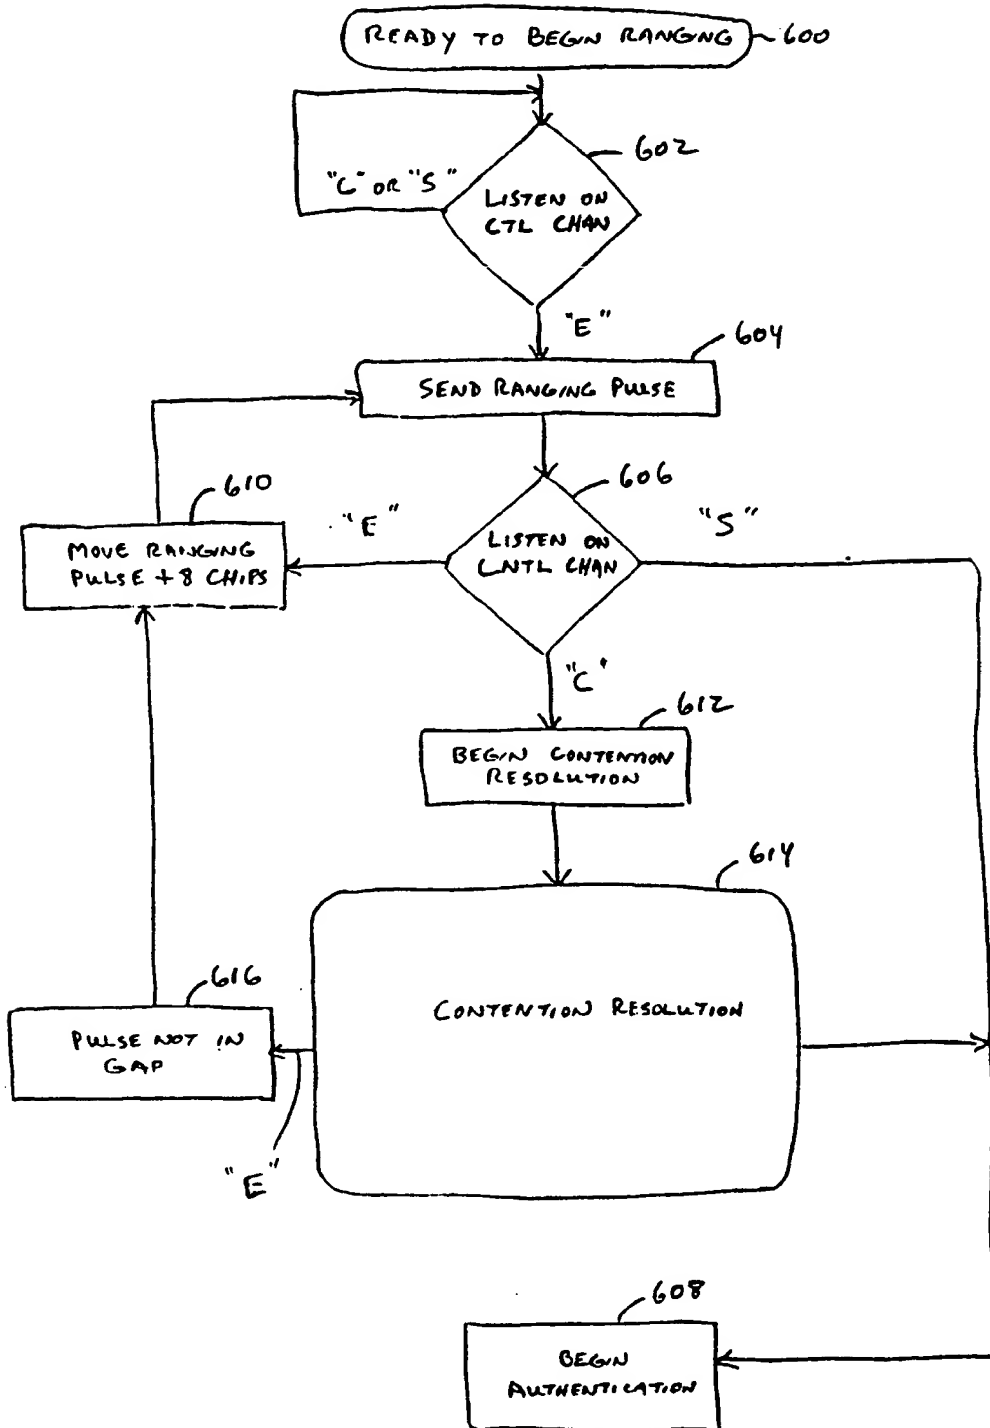 READY TO BEGIN RANGING
600
602
"C" OR "S"
LISTEN ON
CTL CHAN
"E"
604
SEND RANGING PULSE
606
610
"E"
"S"
MOVE RANGING
PULSE + 8 CHIPS
LISTEN ON
CNTL CHAN
"C"
612
BEGIN CONTENTION
RESOLUTION
614
616
CONTENTION RESOLUTION
PULSE NOT IN
GAP
"E"
608
BEGIN
AUTHENTICATION